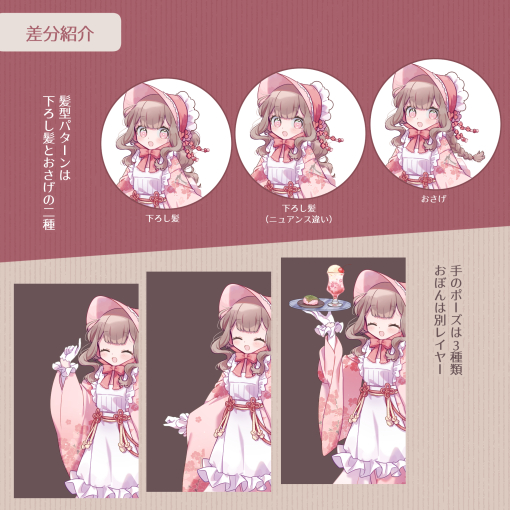 差分紹介
髪型パターンは
下ろし髪とおさげの二種
下ろし髪
下ろし髪
（ニュアンス違い）
おさげ
手のポーズは3種類
おぼんは別レイヤー